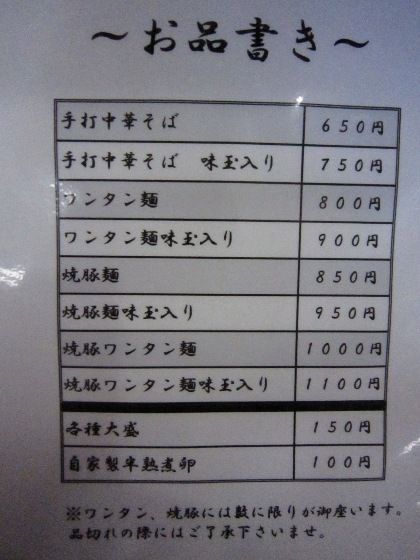 ～お品書き～
手打中華そば 650円
手打中華そば 味玉入り 750円
ワンタン麺 800円
ワンタン麺味玉入り 900円
焼豚麺 850円
焼豚麺味玉入り 950円
焼豚ワンタン麺 1000円
焼豚ワンタン麺味玉入り 1100円
各種大盛 150円
自家製半熟煮卵 100円
※ワンタン、焼豚には数に限りが御座います。
品切れの際にはご了承下さいませ。